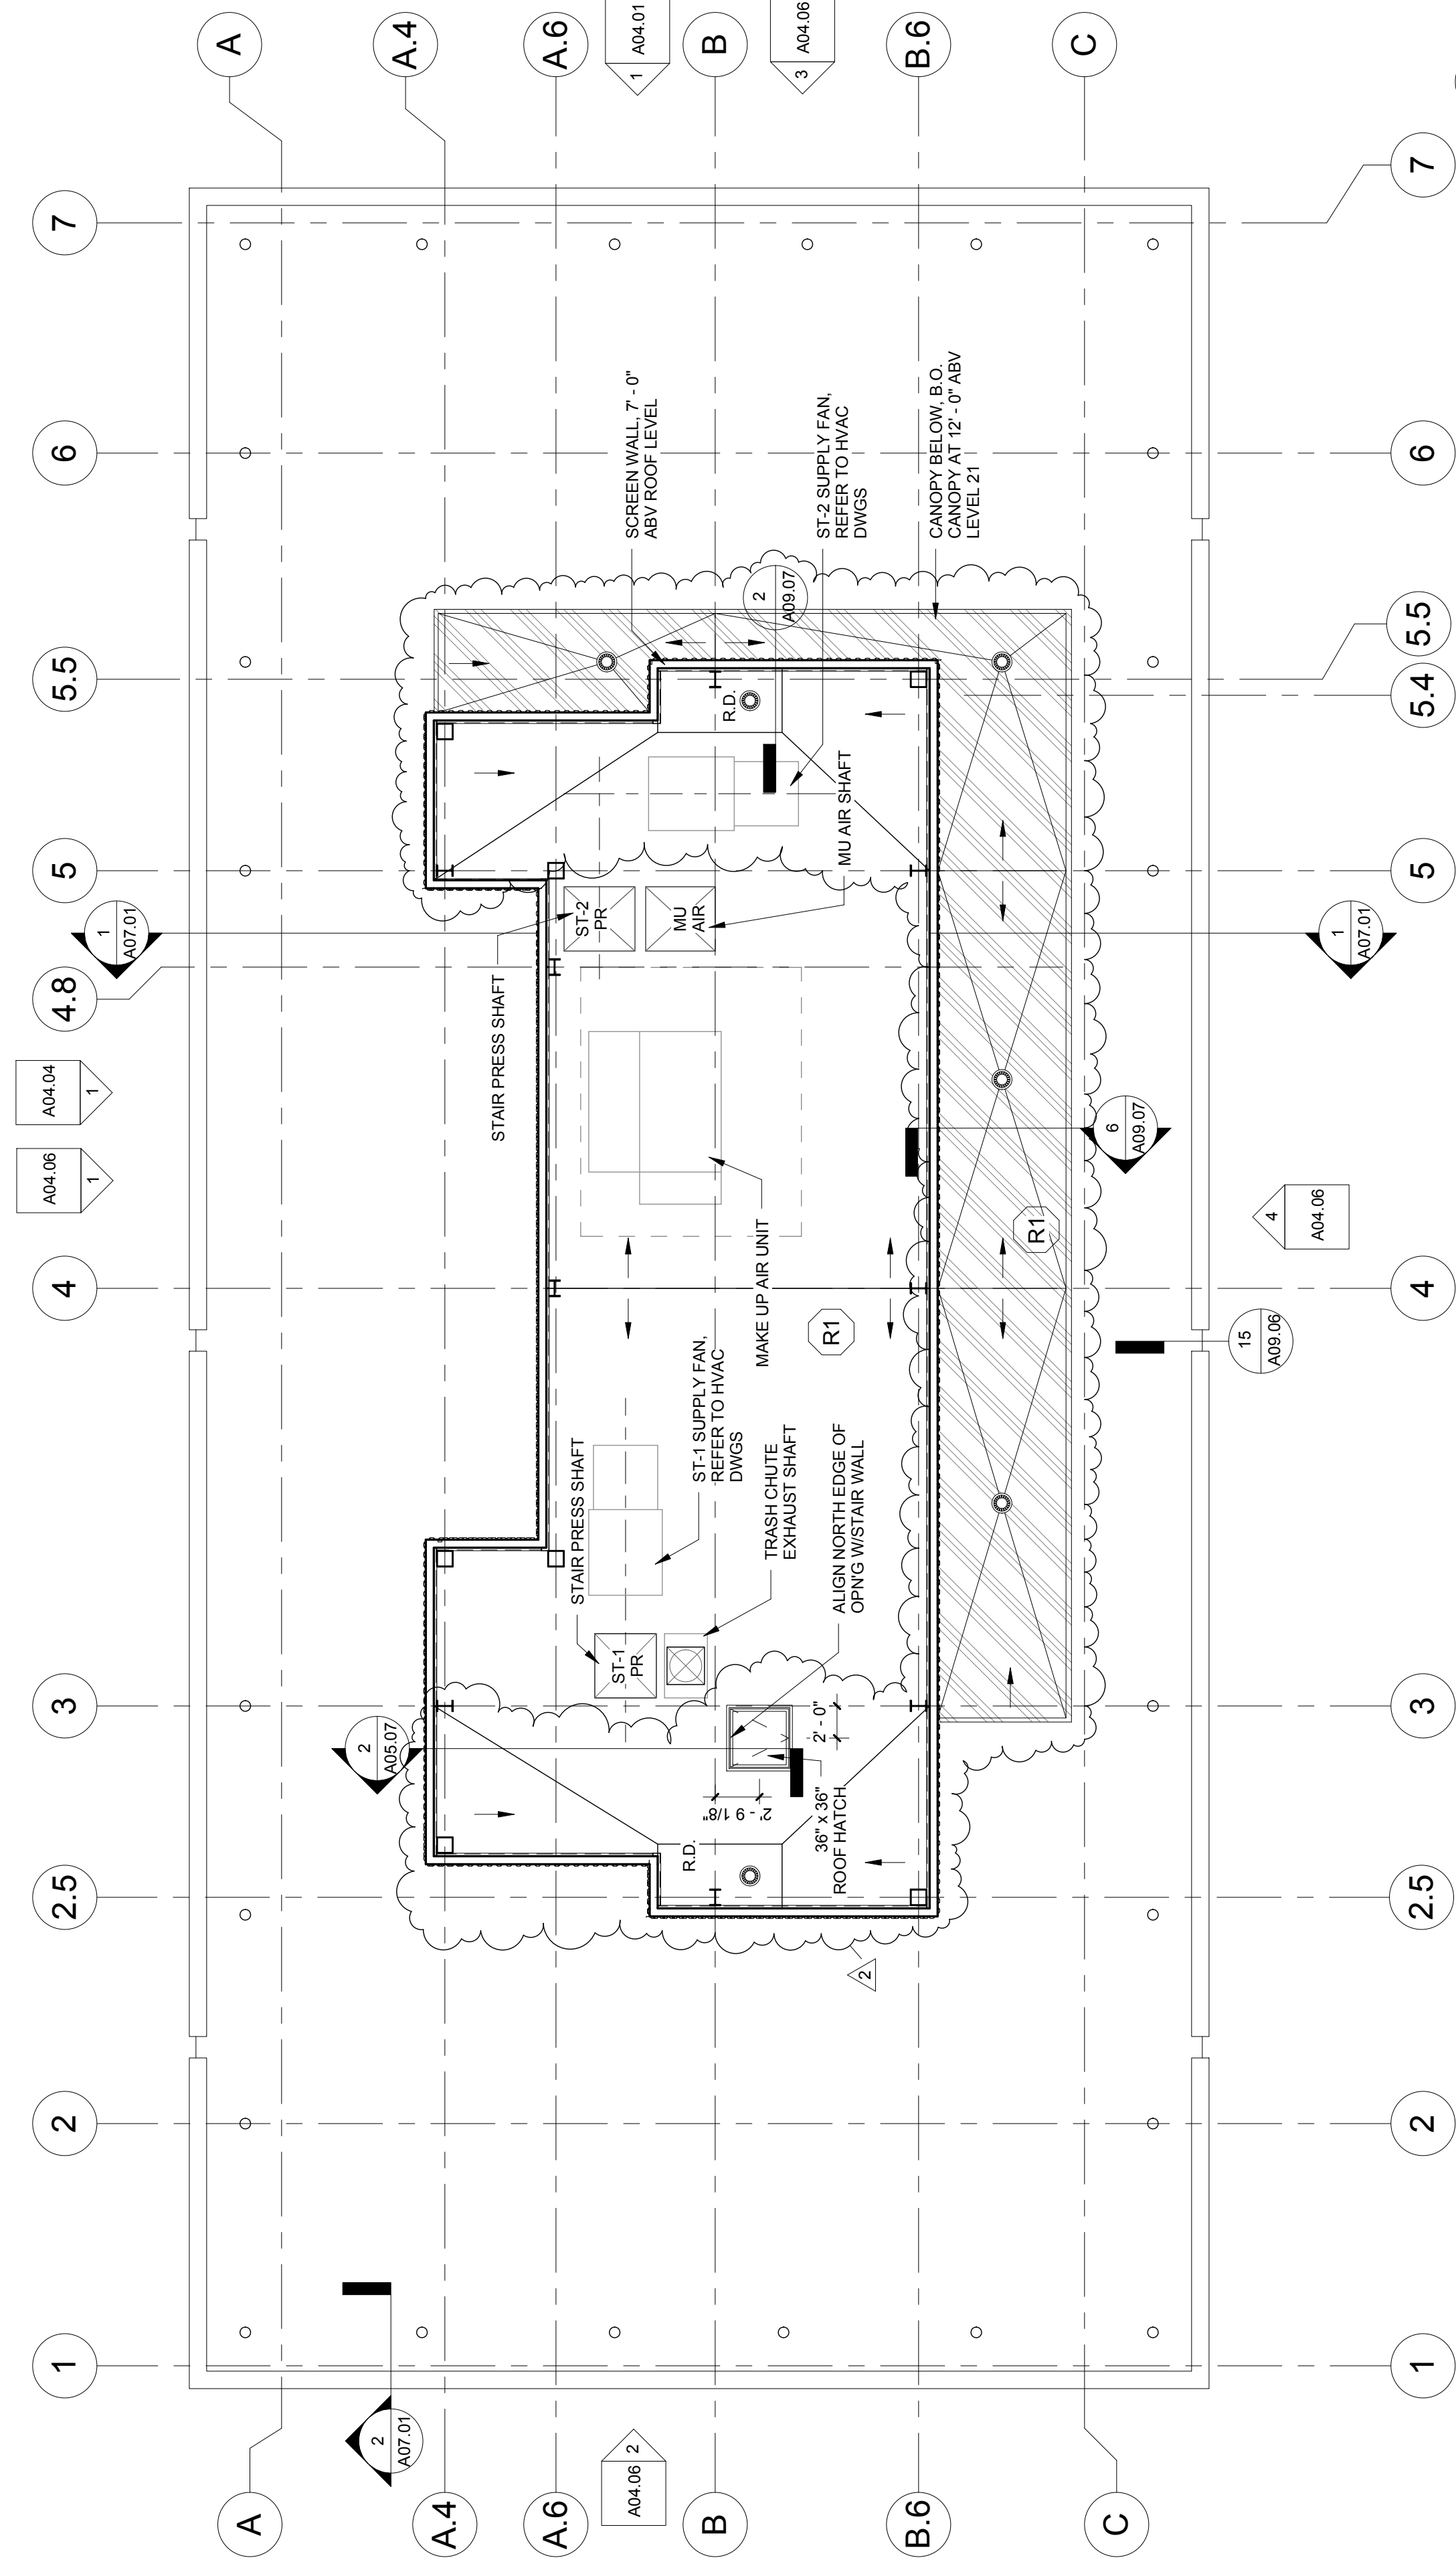 A
A.4
A.6
B
B.6
C
1
A04.01
3
A04.06
7
7
6
6
5.5
5.5
5.4
5
5
4.8
4
4
3
3
2.5
2.5
2
2
1
1
A
A.4
A.6
B
B.6
C
SCREEN WALL, 7' - 0"
ABV ROOF LEVEL
ST-2 SUPPLY FAN,
REFER TO HVAC
DWGS
CANOPY BELOW, B.O.
CANOPY AT 12' - 0" ABV
LEVEL 21
2
A09.07
R.D.
MU AIR SHAFT
ST-2
PR
MU
AIR
1
A07.01
1
A07.01
STAIR PRESS SHAFT
A04.04
1
A04.06
1
MAKE UP AIR UNIT
6
A09.07
R1
4
A04.06
R1
15
A09.06
ST-1 SUPPLY FAN,
REFER TO HVAC
DWGS
STAIR PRESS SHAFT
TRASH CHUTE
EXHAUST SHAFT
ALIGN NORTH EDGE OF
OPN'G W/STAIR WALL
ST-1
PR
2' - 0"
2' - 9 1/8"
2
A05.07
36" x 36"
ROOF HATCH
R.D.
2
2
A07.01
A04.06
2